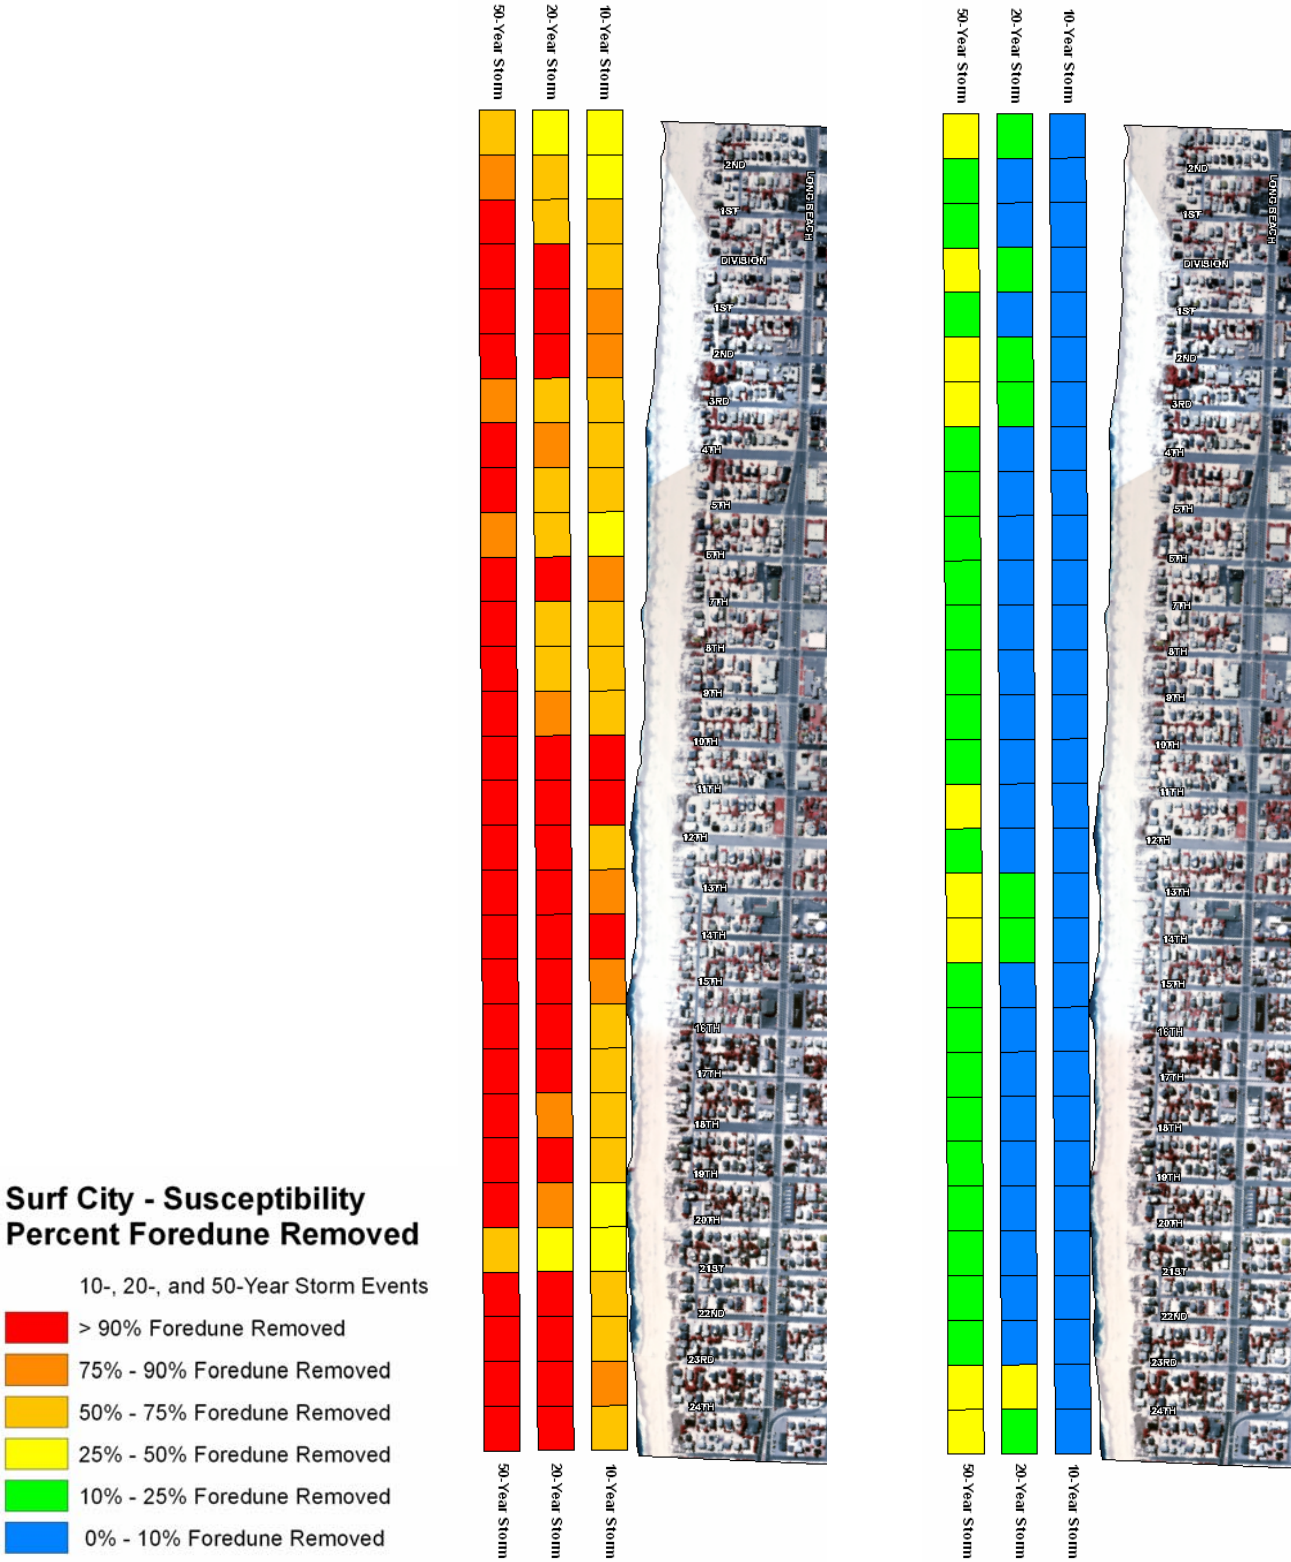 50-Year Storm
20-Year Storm
10-Year Storm
50-Year Storm
20-Year Storm
10-Year Storm
2ND
LONG BEACH
1ST
DIVISION
1ST
2ND
3RD
4TH
5TH
6TH
7TH
8TH
9TH
10TH
11TH
12TH
13TH
14TH
15TH
16TH
17TH
18TH
19TH
20TH
21ST
22ND
23RD
24TH
2ND
LONG BEACH
1ST
DIVISION
1ST
2ND
3RD
4TH
5TH
6TH
7TH
8TH
9TH
10TH
11TH
12TH
13TH
14TH
15TH
16TH
17TH
18TH
19TH
20TH
21ST
22ND
23RD
24TH
Surf City - Susceptibility
Percent Foredune Removed
10-, 20-, and 50-Year Storm Events
> 90% Foredune Removed
75% - 90% Foredune Removed
50% - 75% Foredune Removed
25% - 50% Foredune Removed
10% - 25% Foredune Removed
0% - 10% Foredune Removed
50-Year Storm
20-Year Storm
10-Year Storm
50-Year Storm
20-Year Storm
10-Year Storm